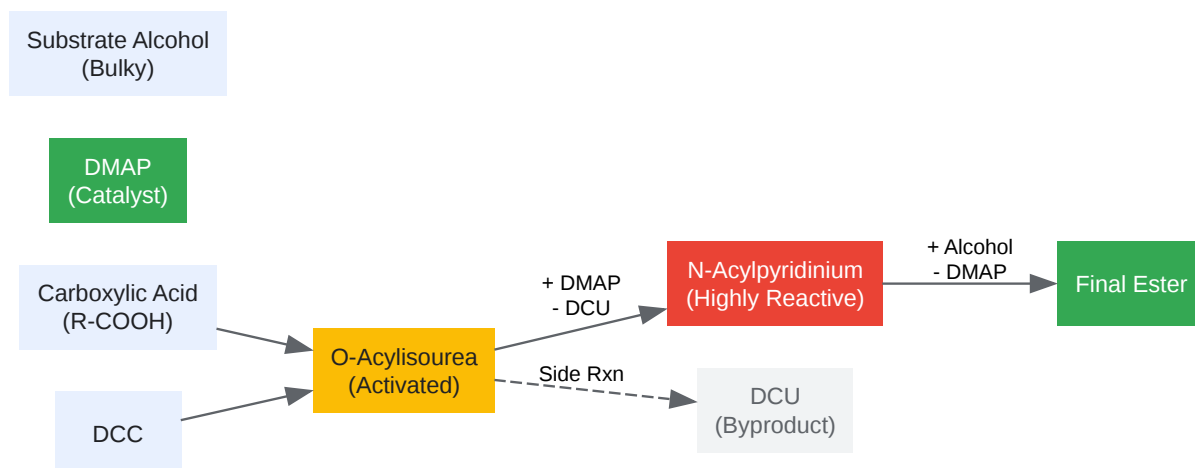 Substrate Alcohol
(Bulky)
DMAP
(Catalyst)
Carboxylic Acid
(R-COOH)
DCC
O-Acylisourea
(Activated)
+ DMAP
- DCU
Side Rxn
N-Acylpyridinium
(Highly Reactive)
DCU
(Byproduct)
+ Alcohol
- DMAP
Final Ester